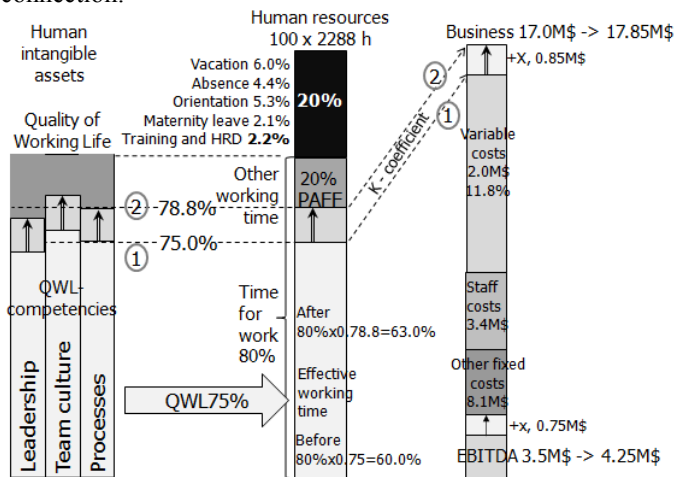 connection.
Human
intangible
assets
Quality of
Working Life
2
78.8%
75.0%
1
QWL-
competencies
Leadership
Team culture
Processes
QWL75%
Human resources
100 x 2288 h
Vacation 6.0%
Absence 4.4%
Orientation 5.3%
Maternity leave 2.1%
Training and HRD 2.2%
20%
Other
working
time
20%
PAFF
Time
for
work
80%
After
80%x0.78.8=63.0%
Effective
working
time
Before
80%x0.75=60.0%
K - coefficient
2
1
Business 17.0M$ -> 17.85M$
+X, 0.85M$
Variable
costs
2.0M$
11.8%
Staff
costs
3.4M$
Other fixed
costs
8.1M$
+x, 0.75M$
EBITDA 3.5M$ -> 4.25M$